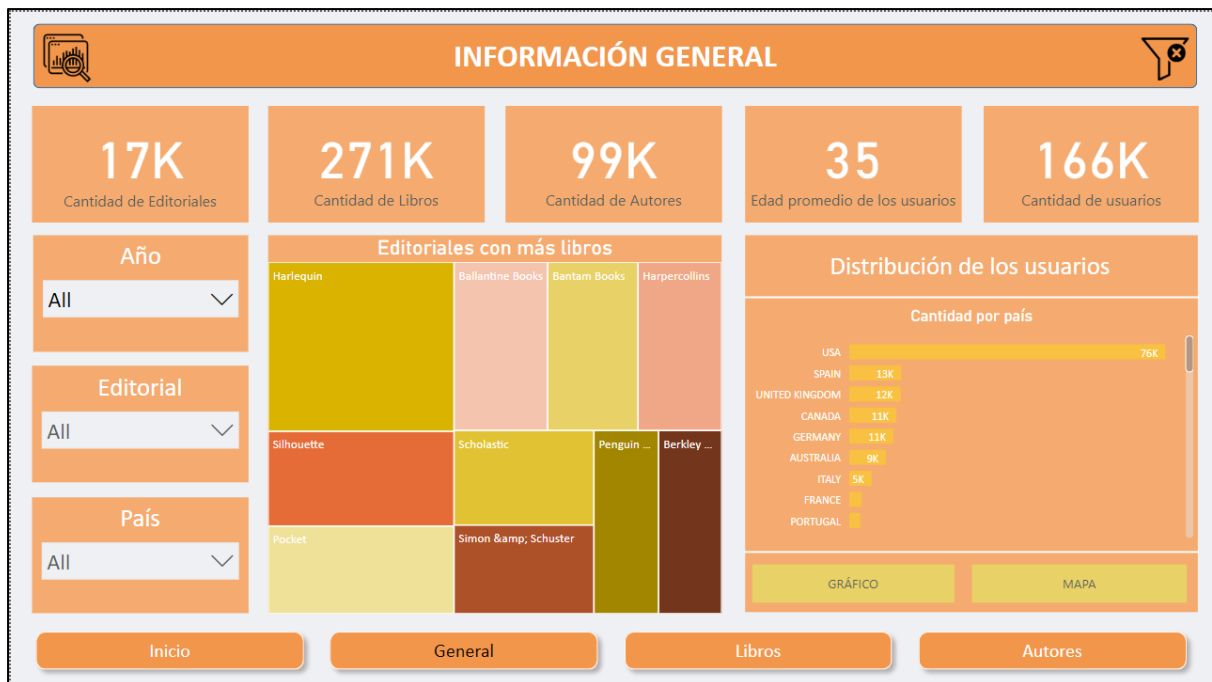 INFORMACIÓN GENERAL
17K
Cantidad de Editoriales
271K
Cantidad de Libros
99K
Cantidad de Autores
35
Edad promedio de los usuarios
166K
Cantidad de usuarios
Año
All
Editorial
All
País
All
Editoriales con más libros
Harlequin
Ballantine Books
Bantam Books
Harpercollins
Silhouette
Scholastic
Penguin ...
Berkley ...
Pocket
Simon &amp; Schuster
Distribución de los usuarios
Cantidad por país
USA 76K
SPAIN 13K
UNITED KINGDOM 12K
CANADA 11K
GERMANY 11K
AUSTRALIA 9K
ITALY 5K
FRANCE
PORTUGAL
GRÁFICO
MAPA
Inicio
General
Libros
Autores